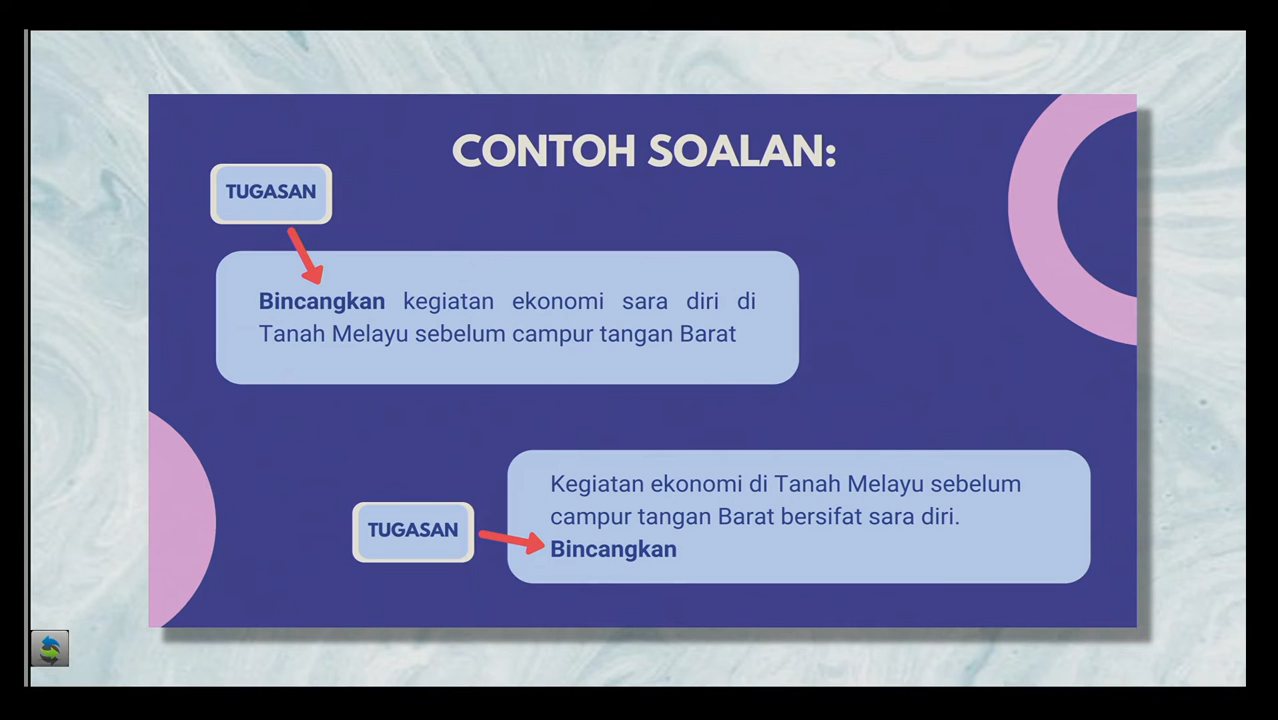 CONTOH SOALAN:
TUGASAN
Bincangkan kegiatan ekonomi sara diri di
Tanah Melayu sebelum campur tangan Barat
Kegiatan ekonomi di Tanah Melayu sebelum
campur tangan Barat bersifat sara diri.
TUGASAN
Bincangkan